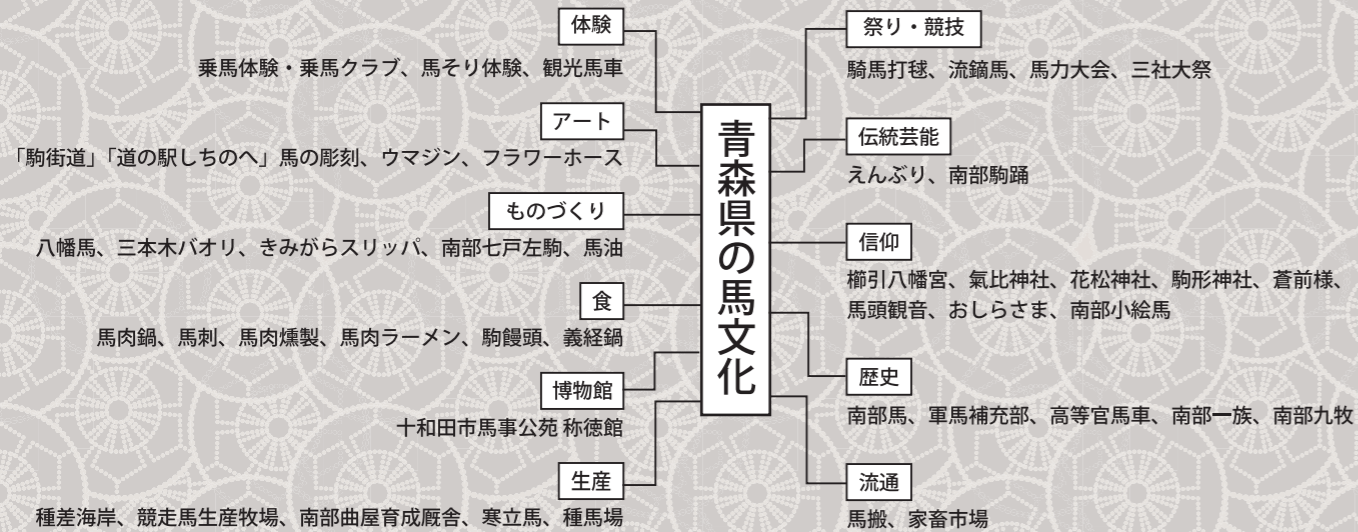 青森県の馬文化
体験
乗馬体験・乗馬クラブ、馬そり体験、観光馬車
アート
「駒街道」「道の駅しちのへ」馬の彫刻、ウマジン、フラワーホース
ものづくり
八幡馬、三本木バオリ、きみがらスリッパ、南部七戸左駒、馬油
食
馬肉鍋、馬刺、馬肉燻製、馬肉ラーメン、駒饅頭、義経鍋
博物館
十和田市馬事公苑 称徳館
生産
種差海岸、競走馬生産牧場、南部曲屋育成厩舎、寒立馬、種馬場
祭り・競技
騎馬打毬、流鏑馬、馬力大会、三社大祭
伝統芸能
えんぶり、南部駒踊
信仰
櫛引八幡宮、氣比神社、花松神社、駒形神社、蒼前様、
馬頭観音、おしらさま、南部小絵馬
歴史
南部馬、軍馬補充部、高等官馬車、南部一族、南部九牧
流通
馬搬、家畜市場